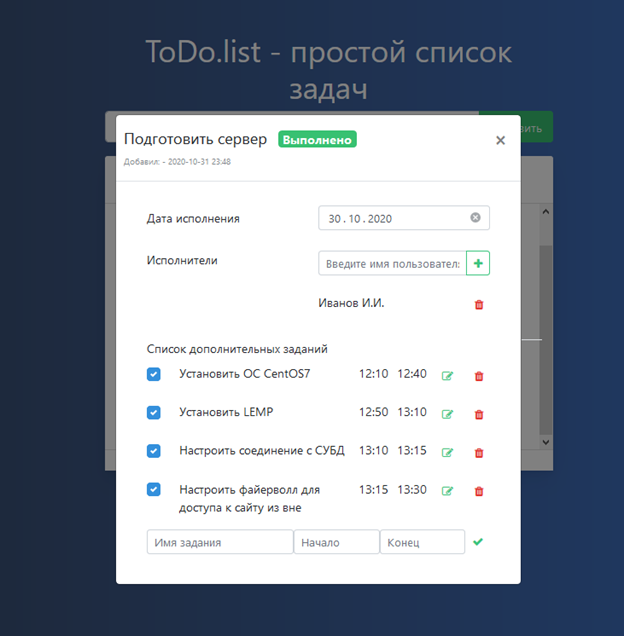 ToDo.list - простой список
задач
ить
Подготовить сервер Выполнено ×
Добавил: - 2020-10-31 23:48
Дата исполнения 30.10.2020
Исполнители Введите имя пользовател:
Иванов И.И.
Список дополнительных заданий
Установить ОС CentOS7 12:10 12:40
Установить LEMP 12:50 13:10
Настроить соединение с СУБД 13:10 13:15
Настроить файерволл для 13:15 13:30
доступа к сайту из вне
Имя задания Начало Конец